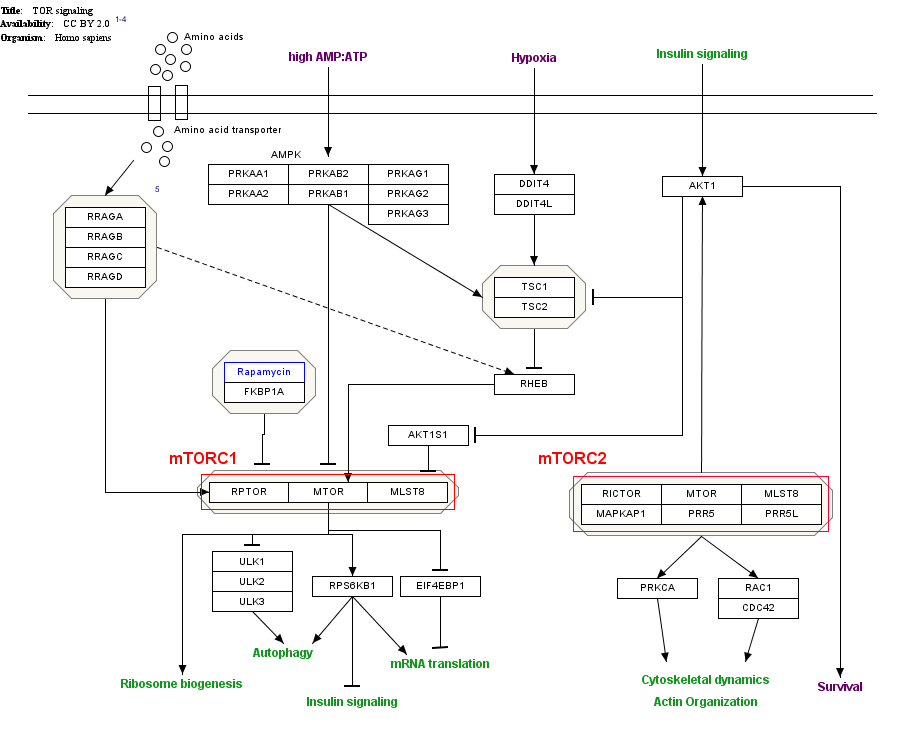 Title: TOR signaling
Availability: CC BY 2.0 1-4
Organism: Homo sapiens
Amino acids
high AMP:ATP
Hypoxia
Insulin signaling
Amino acid transporter
AMPK
PRKAA1 PRKAB2 PRKAG1
PRKAA2 PRKAB1 PRKAG2
PRKAG3
DDIT4
DDIT4L
AKT1
5
RRAGA
RRAGB
RRAGC
RRAGD
TSC1
TSC2
Rapamycin
FKBP1A
RHEB
AKT1S1
mTORC1
RPTOR MTOR MLST8
mTORC2
RICTOR MTOR MLST8
MAPKAP1 PRR5 PRR5L
ULK1
ULK2
ULK3
RPS6KB1
EIF4EBP1
PRKCA
RAC1
CDC42
Autophagy
mRNA translation
Ribosome biogenesis
Insulin signaling
Cytoskeletal dynamics
Actin Organization
Survival